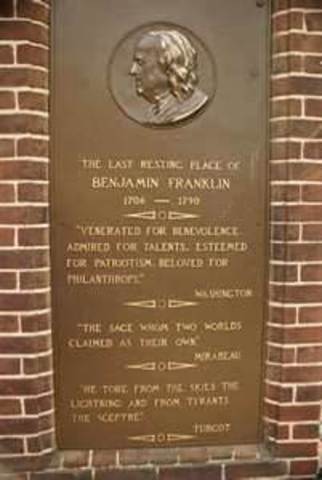 THE LAST RESTING PLACE OF
BENJAMIN FRANKLIN
1706 — 1790
"VENERATED FOR BENEVOLENCE
ADMIRED FOR TALENTS, ESTEEMED
FOR PATRIOTISM, BELOVED FOR
PHILANTHROPY."
WASHINGTON
"THE SAGE WHOM TWO WORLDS
CLAIMED AS THEIR OWN"
MIRABEAU
"HE TORE FROM THE SKIES THE
LIGHTNING AND FROM TYRANTS
THE SCEPTRE"
TURGOT